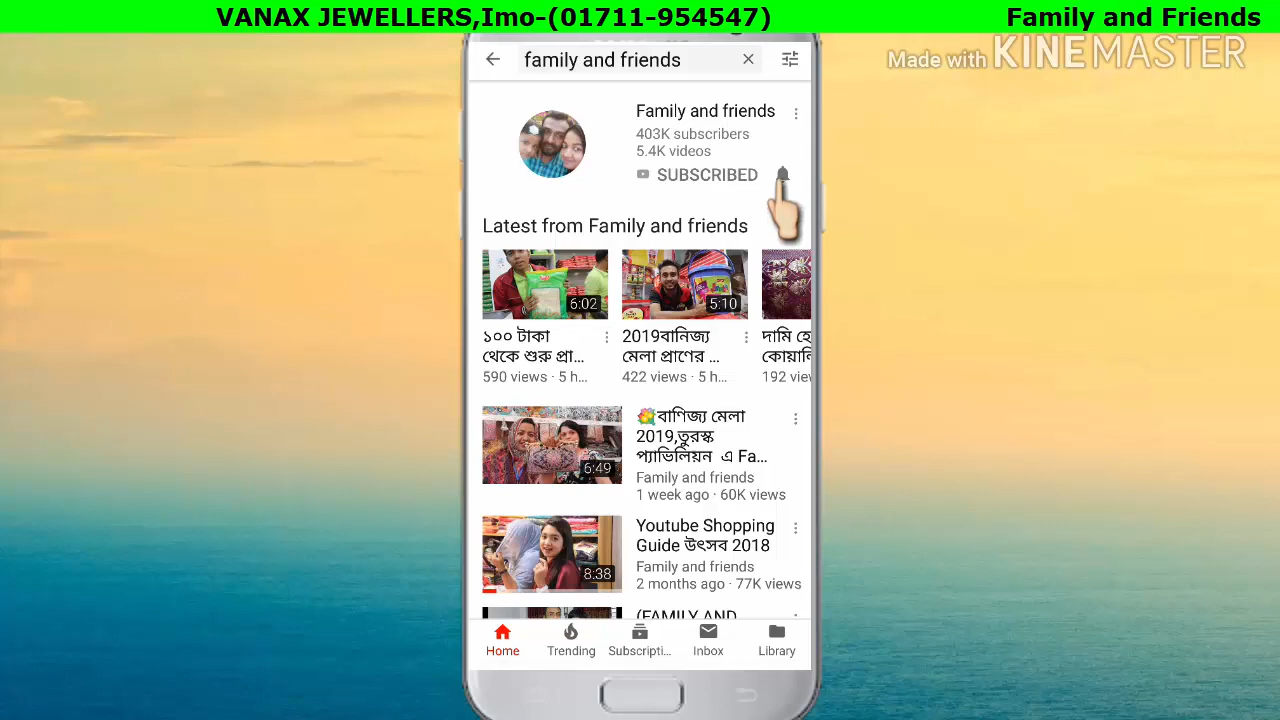 VANAX JEWELLERS,Imo-(01711-954547)
Family and Friends
Made with KINEMASTER
family and friends
Family and friends
403K subscribers
5.4K videos
SUBSCRIBED
Latest from Family and friends
6:02
5:10
১০০ টাকা
থেকে শুরু প্রা...
590 views · 5 h...
2019বানিজ্য
মেলা প্রাণের ...
422 views · 5 h...
দামি হে
কোয়ালি
192 view
6:49
বাণিজ্য মেলা
2019,তুরস্ক
প্যাভিলিয়ন এ Fa...
Family and friends
1 week ago · 60K views
8:38
Youtube Shopping
Guide উৎসব 2018
Family and friends
2 months ago · 77K views
(FAMILY AND
Home
Trending
Subscripti...
Inbox
Library